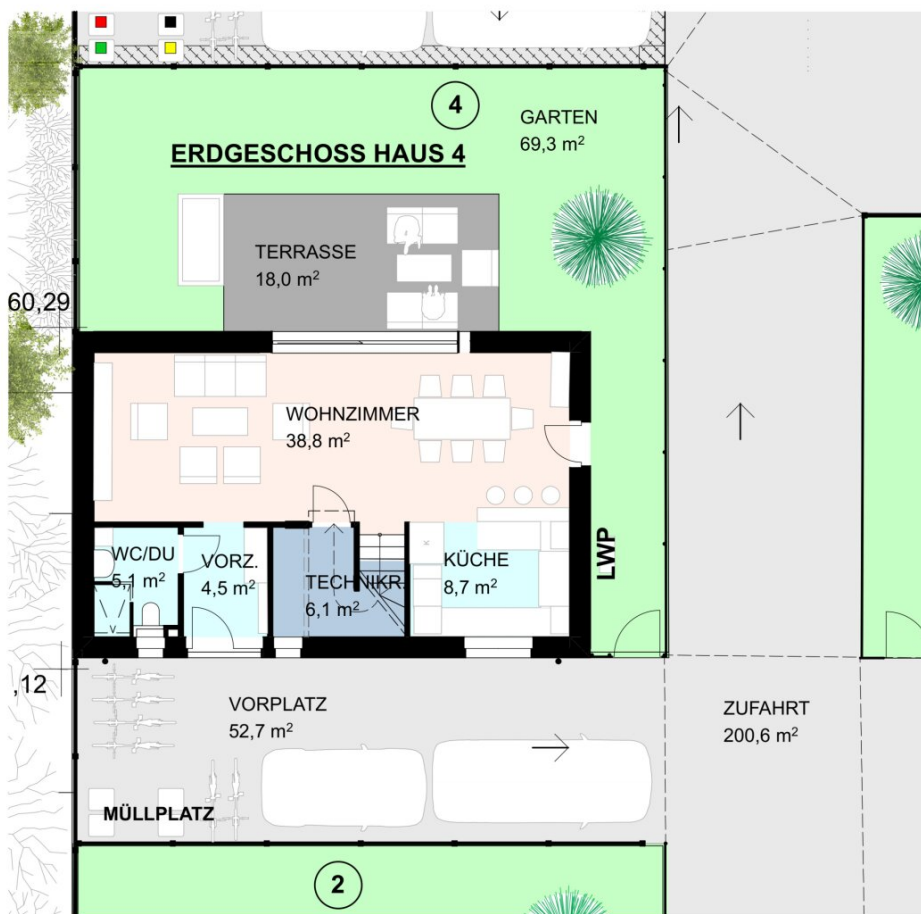 4
GARTEN
69,3 m²
ERDGESCHOSS HAUS 4
TERRASSE
18,0 m²
60,29
WOHNZIMMER
38,8 m²
WC/DU
5,1 m²
VORZ.
4,5 m²
TECHNIKR.
6,1 m²
KÜCHE
8,7 m²
LWP
,12
VORPLATZ
52,7 m²
ZUFAHRT
200,6 m²
MÜLLPLATZ
2